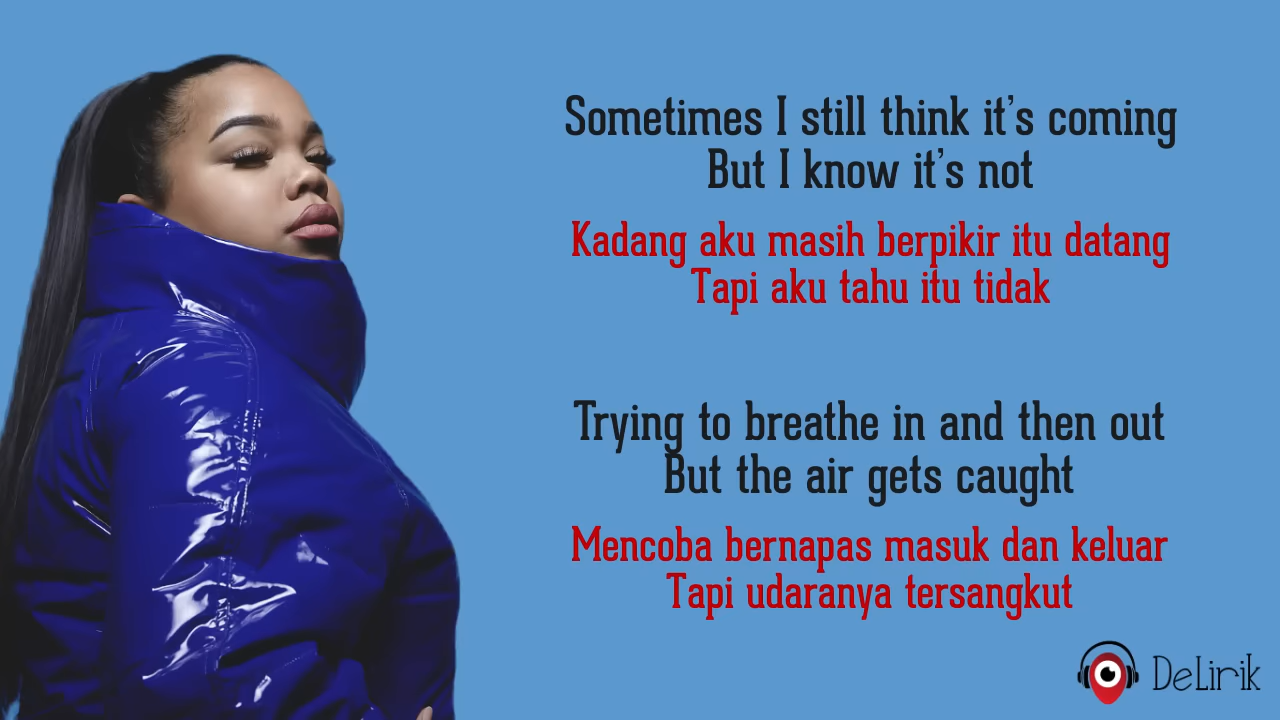 Sometimes I still think it's coming
But I know it's not
Kadang aku masih berpikir itu datang
Tapi aku tahu itu tidak
Trying to breathe in and then out
But the air gets caught
Mencoba bernapas masuk dan keluar
Tapi udaranya tersangkut
DeLirik